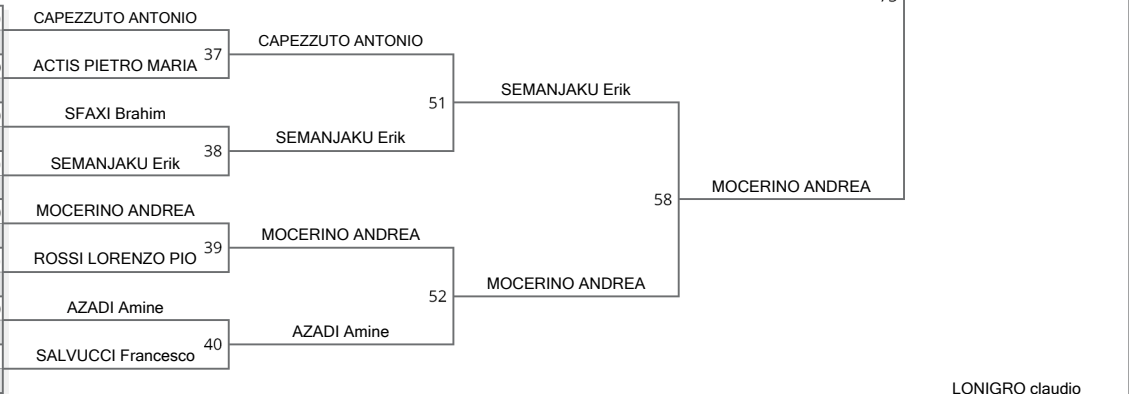 CAPEZZUTO ANTONIO
37
CAPEZZUTO ANTONIO
ACTIS PIETRO MARIA
51
SEMANJAKU Erik
SFAXI Brahim
38
SEMANJAKU Erik
SEMANJAKU Erik
58
MOCERINO ANDREA
MOCERINO ANDREA
39
MOCERINO ANDREA
ROSSI LORENZO PIO
52
MOCERINO ANDREA
AZADI Amine
40
AZADI Amine
SALVUCCI Francesco
LONIGRO claudio